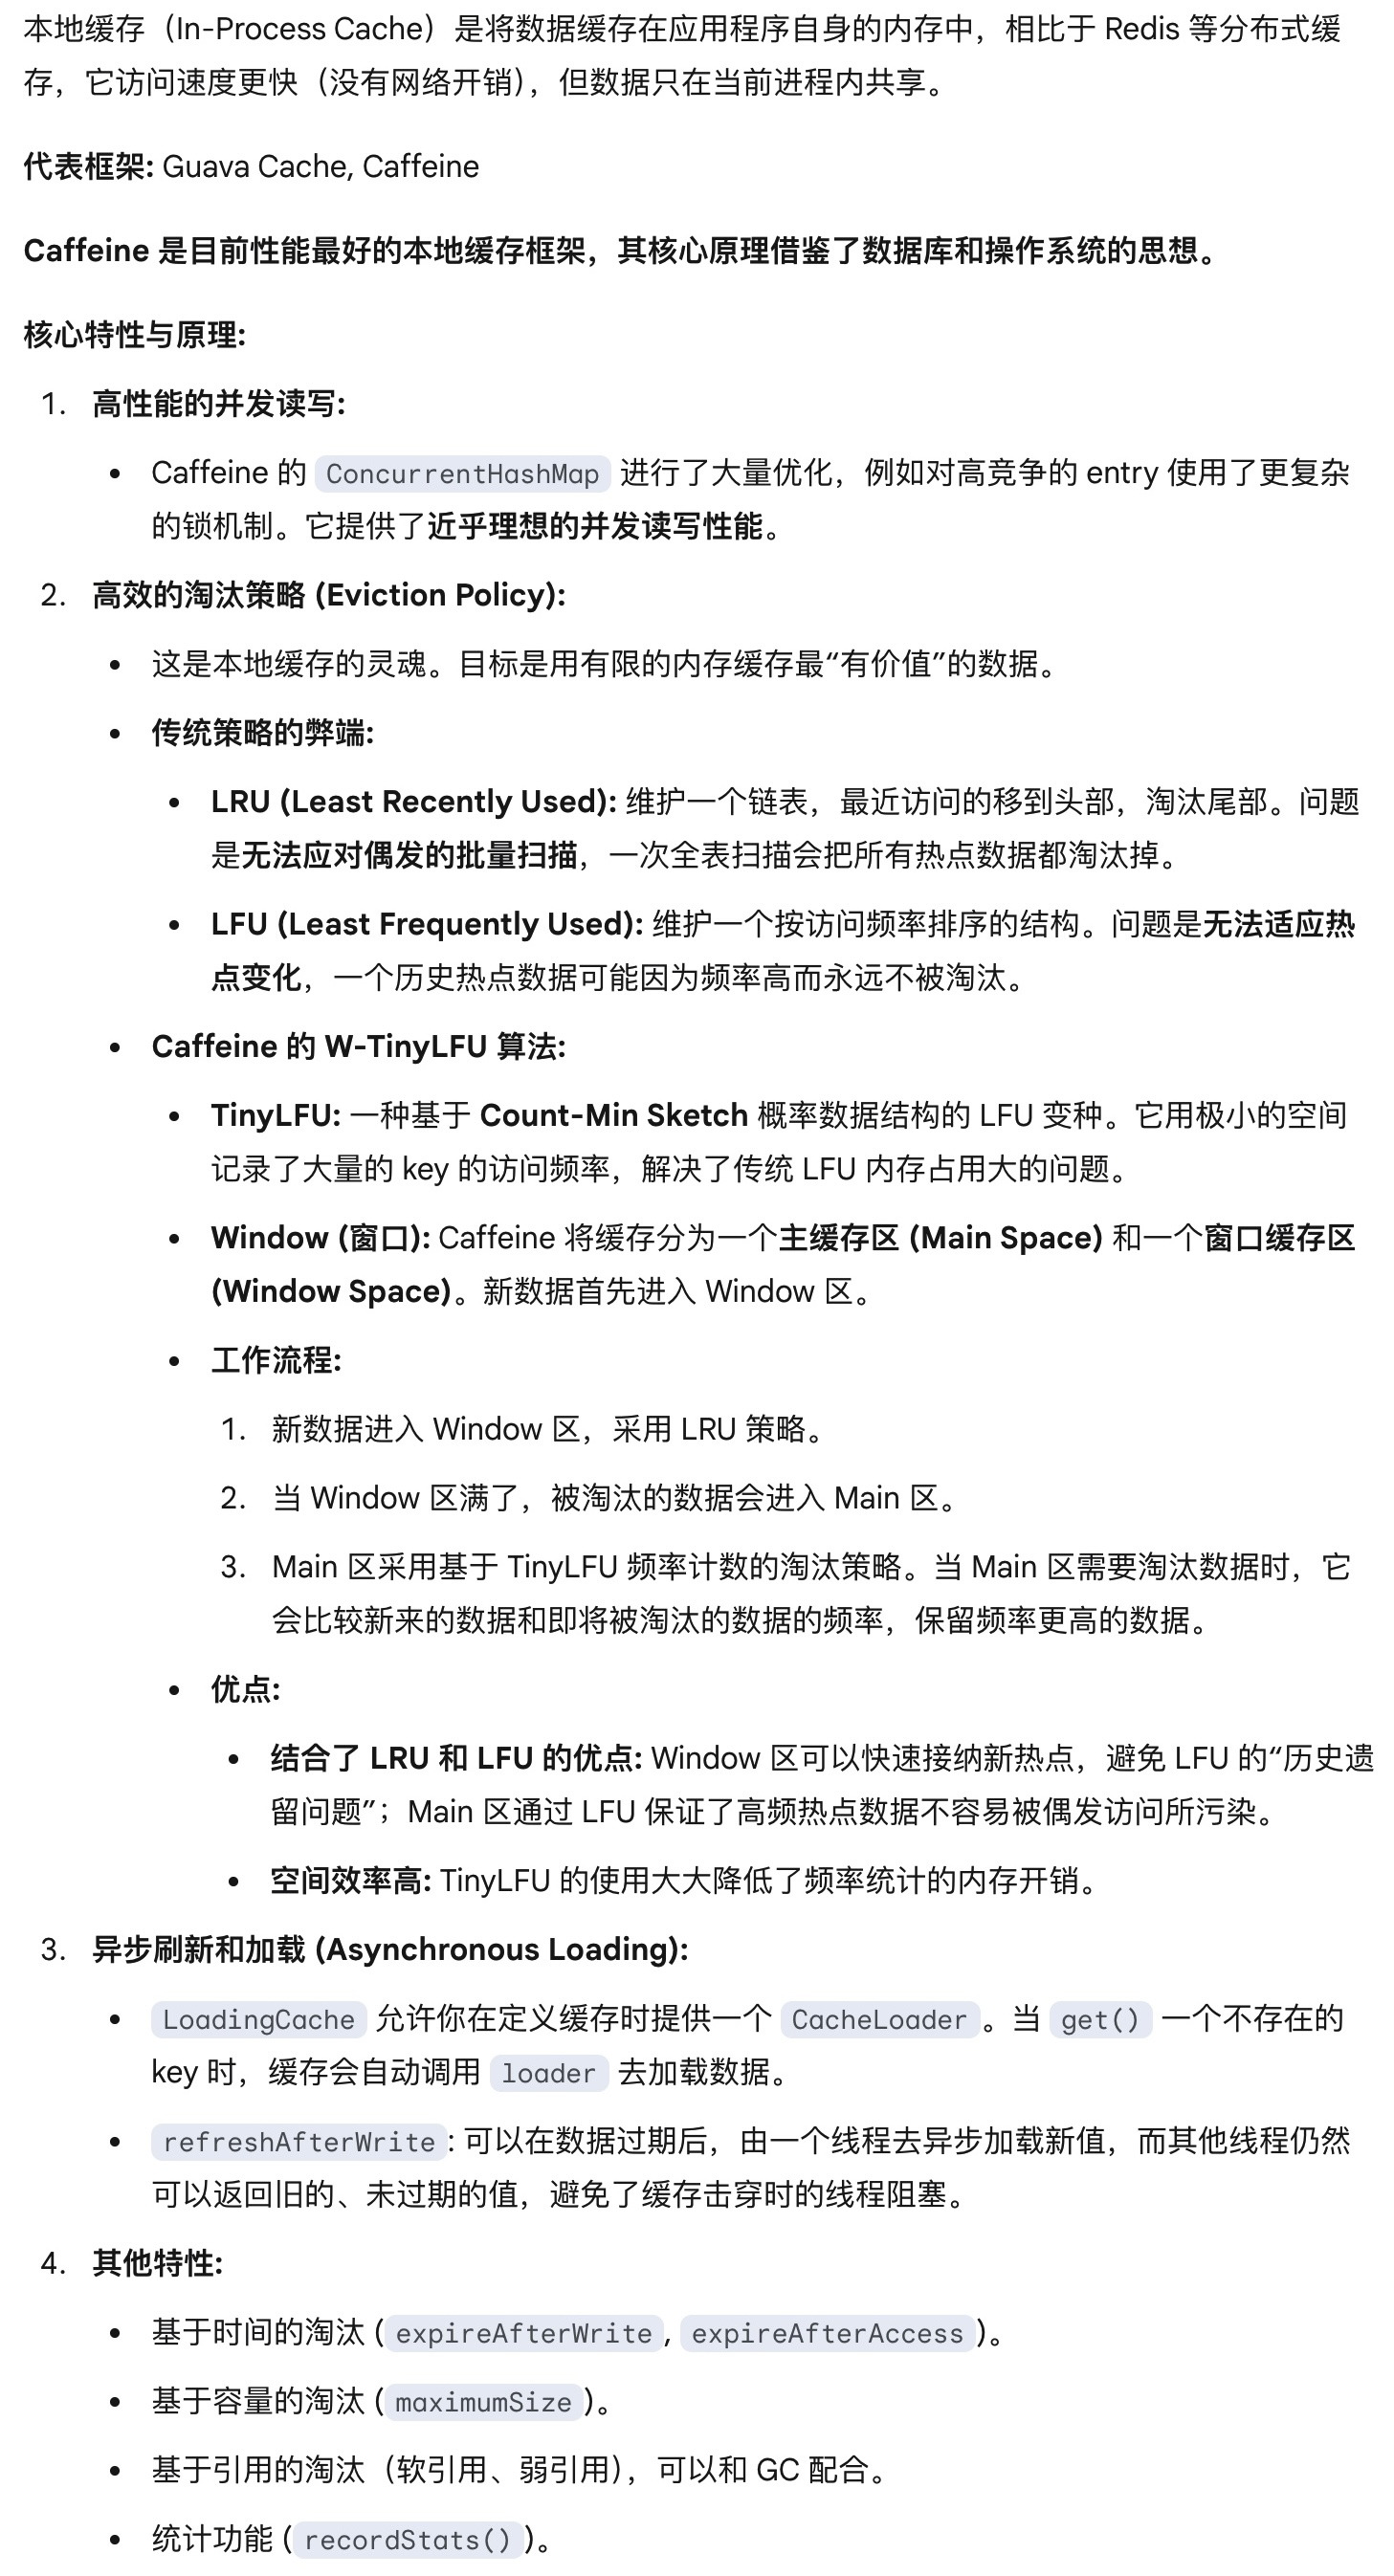 本地缓存（In-Process Cache）是将数据缓存在应用程序自身的内存中，相比于 Redis 等分布式缓
存，它访问速度更快（没有网络开销），但数据只在当前进程内共享。
代表框架: Guava Cache, Caffeine
Caffeine 是目前性能最好的本地缓存框架，其核心原理借鉴了数据库和操作系统的思想。
核心特性与原理:
1. 高性能的并发读写:
• Caffeine 的 ConcurrentHashMap 进行了大量优化，例如对高竞争的 entry 使用了更复杂
的锁机制。它提供了近乎理想的并发读写性能。
2. 高效的淘汰策略 (Eviction Policy):
• 这是本地缓存的灵魂。目标是用有限的内存缓存最“有价值”的数据。
• 传统策略的弊端:
• LRU (Least Recently Used): 维护一个链表，最近访问的移到头部，淘汰尾部。问题
是无法应对偶发的批量扫描，一次全表扫描会把所有热点数据都淘汰掉。
• LFU (Least Frequently Used): 维护一个按访问频率排序的结构。问题是无法适应热
点变化，一个历史热点数据可能因为频率高而永远不被淘汰。
• Caffeine 的 W-TinyLFU 算法:
• TinyLFU: 一种基于 Count-Min Sketch 概率数据结构的 LFU 变种。它用极小的空间
记录了大量的 key 的访问频率，解决了传统 LFU 内存占用大的问题。
• Window (窗口): Caffeine 将缓存分为一个主缓存区 (Main Space) 和一个窗口缓存区
(Window Space)。新数据首先进入 Window 区。
• 工作流程:
1. 新数据进入 Window 区，采用 LRU 策略。
2. 当 Window 区满了，被淘汰的数据会进入 Main 区。
3. Main 区采用基于 TinyLFU 频率计数的淘汰策略。当 Main 区需要淘汰数据时，它
会比较新来的数据和即将被淘汰的数据的频率，保留频率更高的数据。
• 优点:
• 结合了 LRU 和 LFU 的优点: Window 区可以快速接纳新热点，避免 LFU 的“历史遗
留问题”；Main 区通过 LFU 保证了高频热点数据不容易被偶发访问所污染。
• 空间效率高: TinyLFU 的使用大大降低了频率统计的内存开销。
3. 异步刷新和加载 (Asynchronous Loading):
• LoadingCache 允许你在定义缓存时提供一个 CacheLoader。当 get() 一个不存在的
key 时，缓存会自动调用 loader 去加载数据。
• refreshAfterWrite: 可以在数据过期后，由一个线程去异步加载新值，而其他线程仍然
可以返回旧的、未过期的值，避免了缓存击穿时的线程阻塞。
4. 其他特性:
• 基于时间的淘汰 (expireAfterWrite, expireAfterAccess)。
• 基于容量的淘汰 (maximumSize)。
• 基于引用的淘汰（软引用、弱引用），可以和 GC 配合。
• 统计功能 (recordStats())。